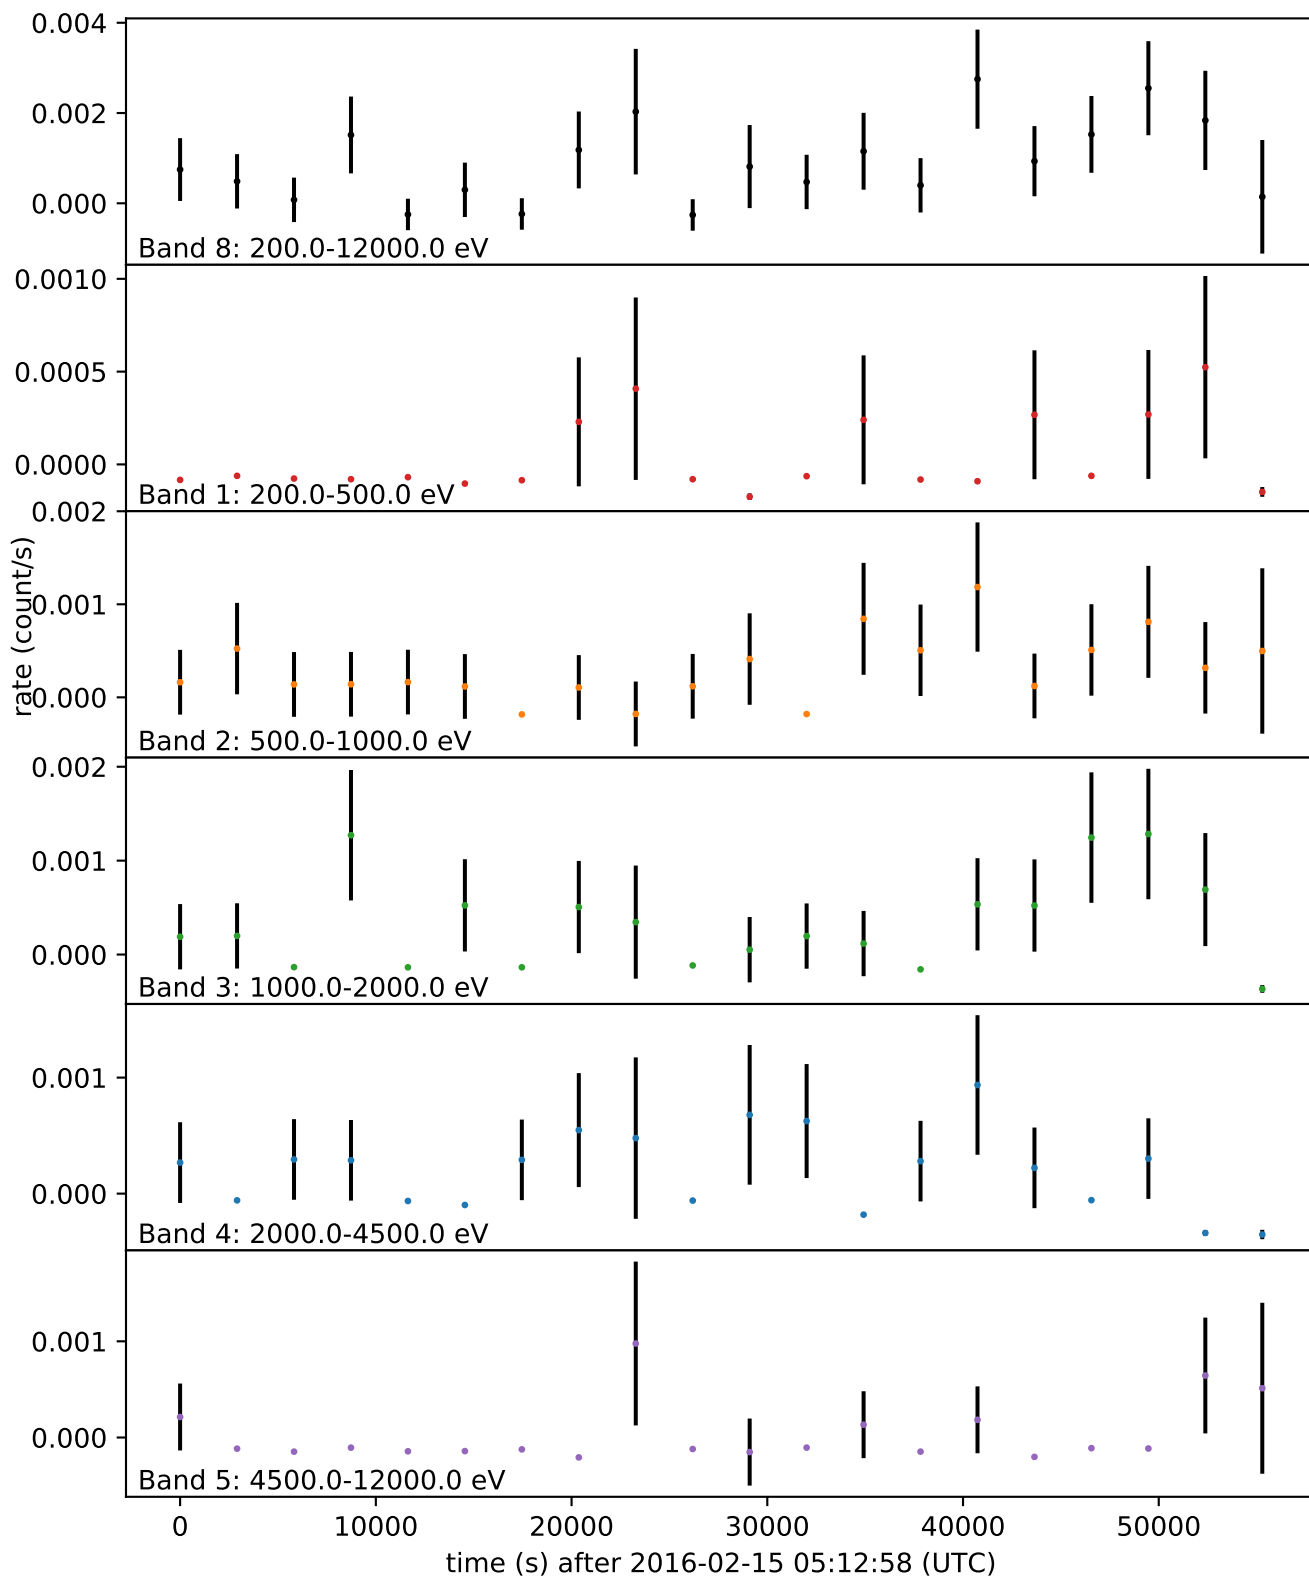 0.004
0.002
0.000
Band 8: 200.0-12000.0 eV
0.0010
0.0005
0.0000
Band 1: 200.0-500.0 eV
0.002
0.001
0.000
Band 2: 500.0-1000.0 eV
rate (count/s)
0.002
0.001
0.000
Band 3: 1000.0-2000.0 eV
0.001
0.000
Band 4: 2000.0-4500.0 eV
0.001
0.000
Band 5: 4500.0-12000.0 eV
0 10000 20000 30000 40000 50000
time (s) after 2016-02-15 05:12:58 (UTC)